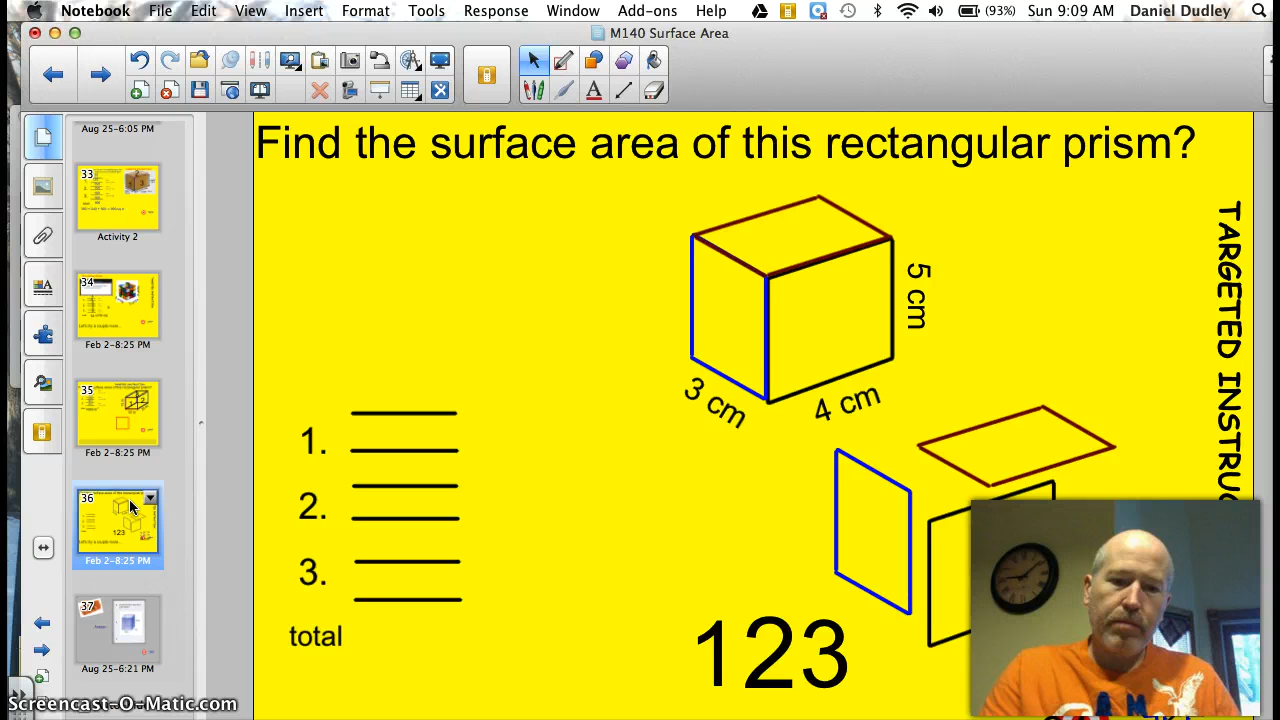 Notebook File Edit View Insert Format Tools Response Window Add-ons Help (93%) Sun 9:09 AM Daniel Dudley
M140 Surface Area
Aug 25-6:05 PM
33
Activity 2
34
Feb 2-8:25 PM
35
Feb 2-8:25 PM
36
123
Feb 2-8:25 PM
37
Aug 25-6:21 PM
Find the surface area of this rectangular prism?
5 cm
3 cm
4 cm
1.
2.
3.
total
123
TARGETED INSTRUC
Screencast-O-Matic.com